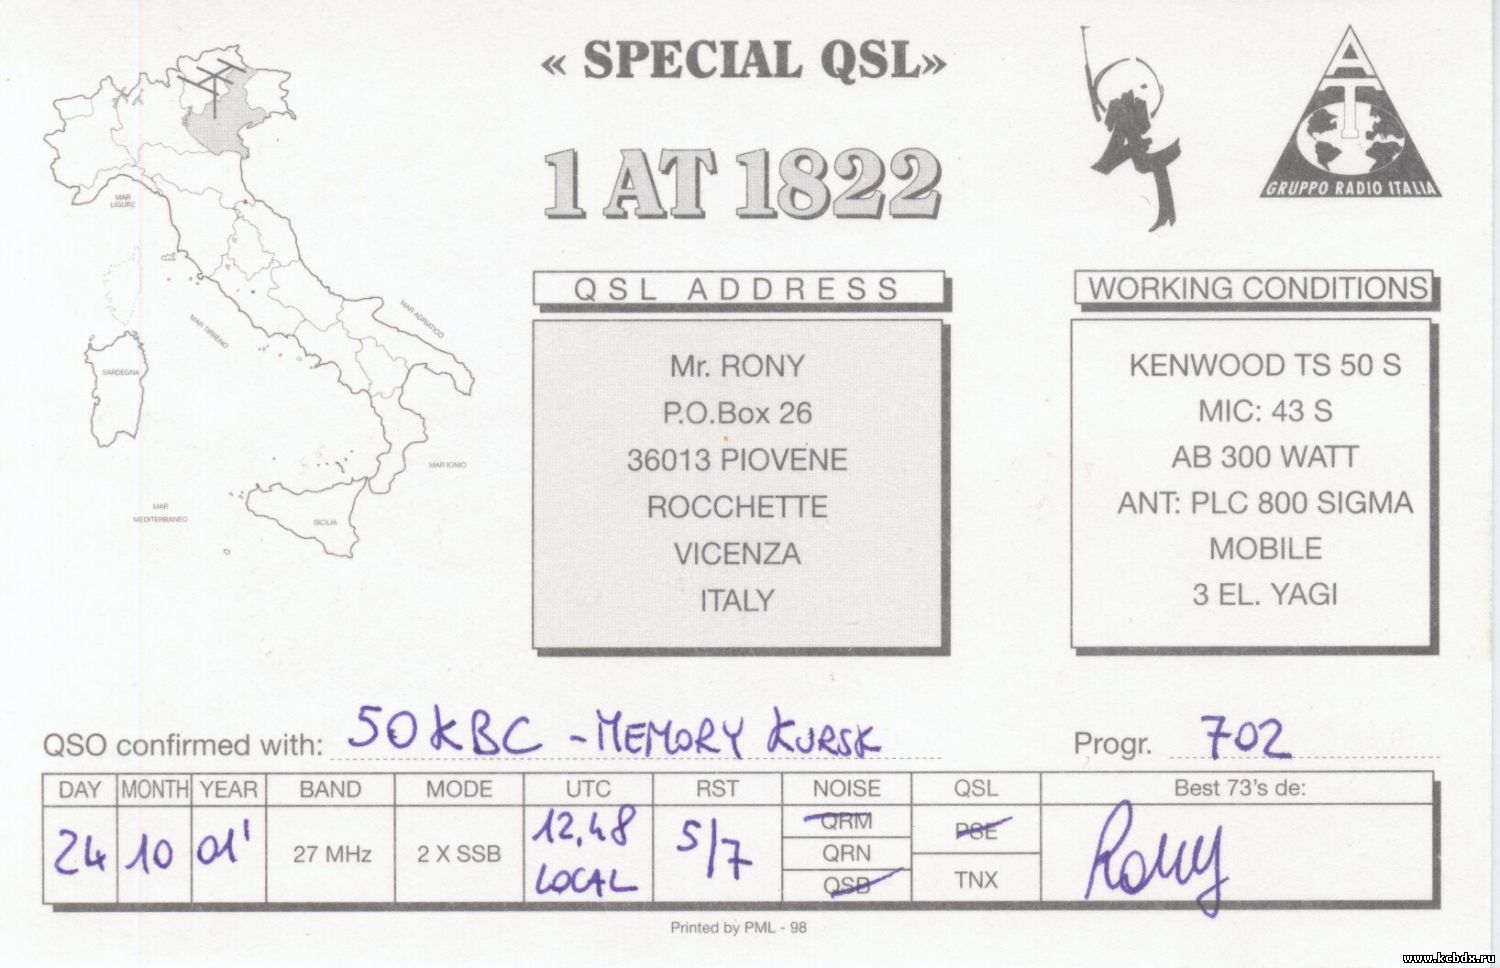 « SPECIAL QSL»
1 AT 1822
AT
GRUPPO RADIO ITALIA
MAR
LIGURE
MAR ADRIATICO
MAR TIRRENO
SARDEGNA
MAR IONIO
MAR
MEDITERRANEO
SICILIA
QSL ADDRESS
Mr. RONY
P.O.Box 26
36013 PIOVENE
ROCCHETTE
VICENZA
ITALY
WORKING CONDITIONS
KENWOOD TS 50 S
MIC: 43 S
AB 300 WATT
ANT: PLC 800 SIGMA
MOBILE
3 EL. YAGI
QSO confirmed with: 50KBC - MEMORY KURSK
Progr. 702
DAY MONTH YEAR BAND MODE UTC RST NOISE QSL Best 73's de:
24 10 01' 27 MHz 2 X SSB 12,48 LOCAL 5/7
QRM
QRN
QSB
PSE
TNX
Rony
Printed by PML - 98
www.kcbdx.ru